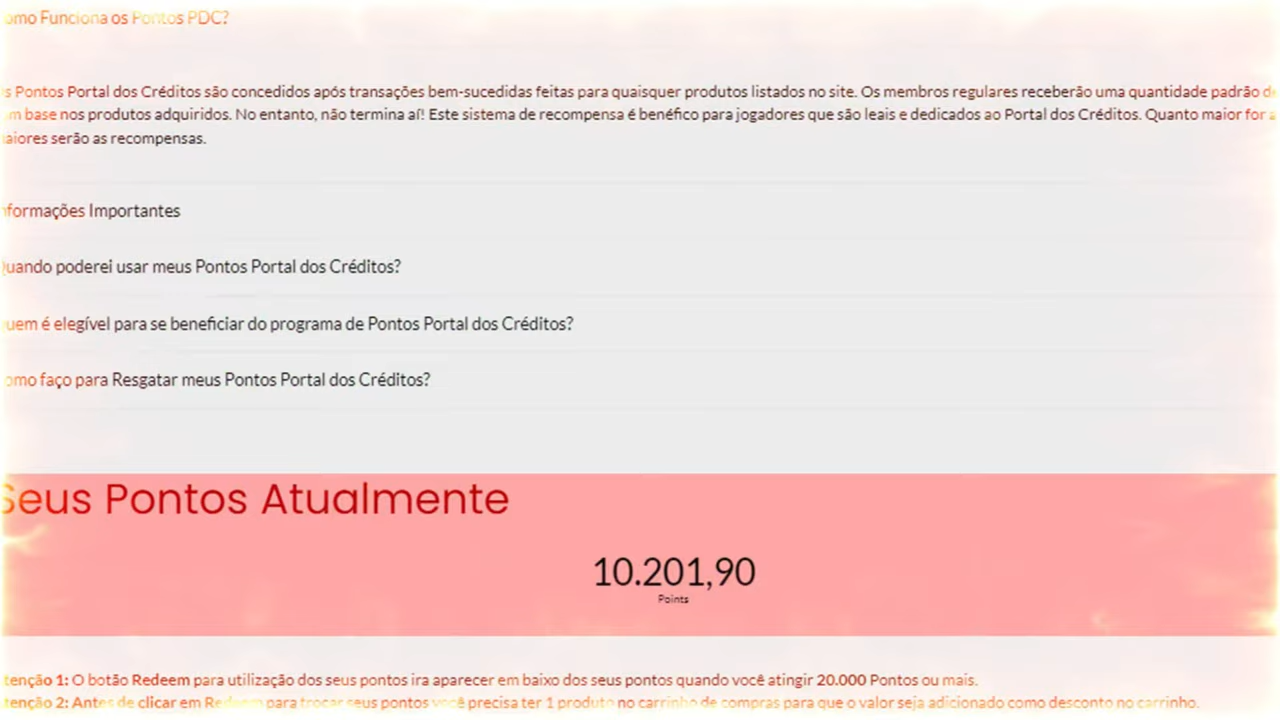 omo Funciona os Pontos PDC?
s Pontos Portal dos Créditos são concedidos após transações bem-sucedidas feitas para quaisquer produtos listados no site. Os membros regulares receberão uma quantidade padrão d
m base nos produtos adquiridos. No entanto, não termina aí! Este sistema de recompensa é benéfico para jogadores que são leais e dedicados ao Portal dos Créditos. Quanto maior for a
aiores serão as recompensas.
nformações Importantes
uando poderei usar meus Pontos Portal dos Créditos?
uem é elegível para se beneficiar do programa de Pontos Portal dos Créditos?
omo faço para Resgatar meus Pontos Portal dos Créditos?
Seus Pontos Atualmente
10.201,90
Points
tenção 1: O botão Redeem para utilização dos seus pontos ira aparecer em baixo dos seus pontos quando você atingir 20.000 Pontos ou mais.
tenção 2: Antes de clicar em Redeem para trocar seus pontos você precisa ter 1 produto no carrinho de compras para que o valor seja adicionado como desconto no carrinho.